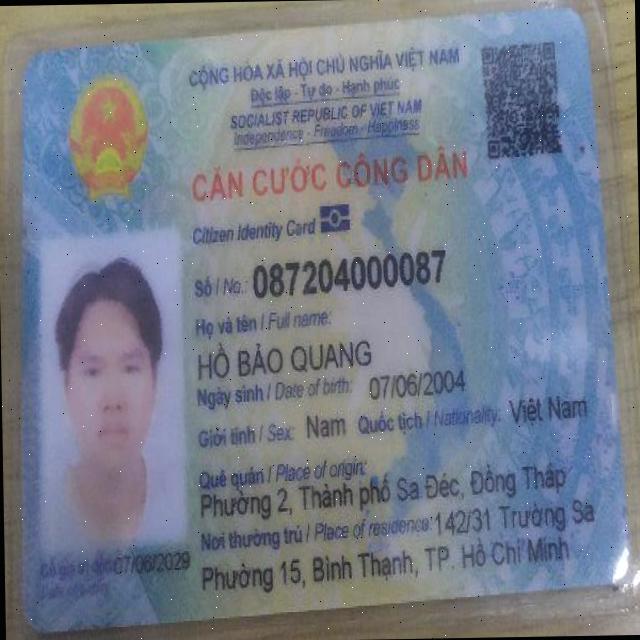 CỘNG HÒA XÃ HỘI CHỦ NGHĨA VIỆT NAM
Độc lập - Tự do - Hạnh phúc
SOCIALIST REPUBLIC OF VIET NAM
Independence - Freedom - Happiness
CĂN CƯỚC CÔNG DÂN
Citizen Identity Card
Số / No.: 087204000087
Họ và tên / Full name:
HỒ BẢO QUANG
Ngày sinh / Date of birth: 07/06/2004
Giới tính / Sex: Nam Quốc tịch / Nationality: Việt Nam
Quê quán / Place of origin:
Phường 2, Thành phố Sa Đéc, Đồng Tháp
Nơi thường trú / Place of residence: 142/31 Trường Sa
Phường 15, Bình Thạnh, TP. Hồ Chí Minh
Có giá trị đến: 07/06/2029